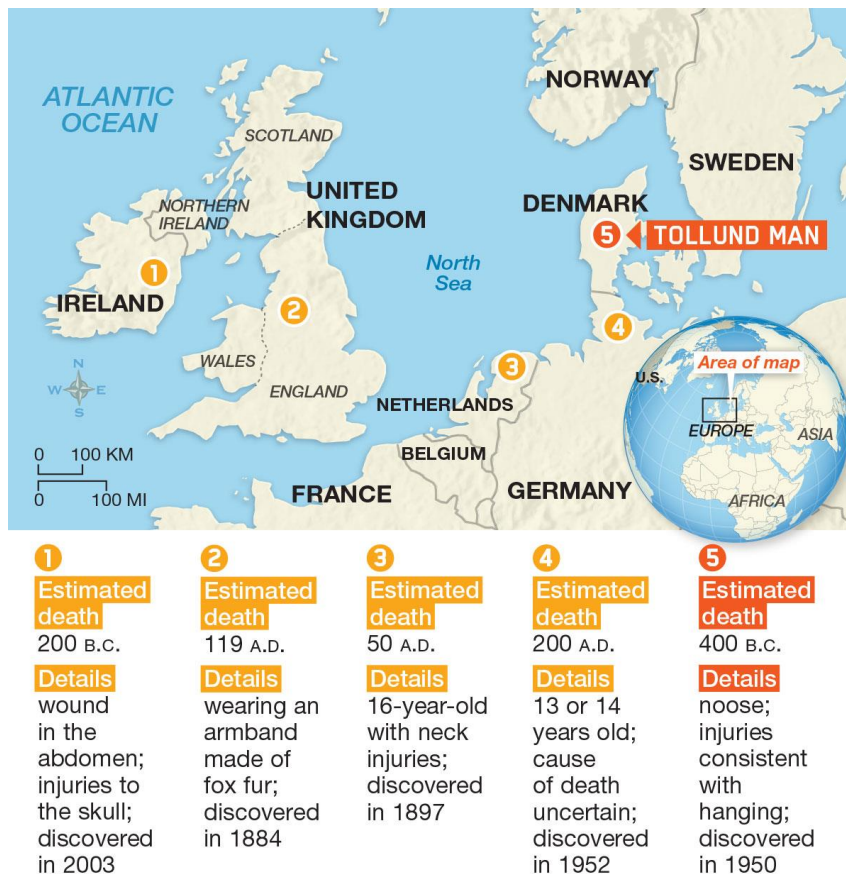 ATLANTIC
OCEAN
NORWAY
SCOTLAND
SWEDEN
UNITED
KINGDOM
NORTHERN
IRELAND
DENMARK
5 TOLLUND MAN
North
Sea
1
IRELAND
2
4
3
WALES
ENGLAND
NETHERLANDS
BELGIUM
FRANCE
GERMANY
N
W E
S
0 100 KM
0 100 MI
Area of map
U.S.
EUROPE
ASIA
AFRICA
1
Estimated
death
200 B.C.
Details
wound
in the
abdomen;
injuries to
the skull;
discovered
in 2003
2
Estimated
death
119 A.D.
Details
wearing an
armband
made of
fox fur;
discovered
in 1884
3
Estimated
death
50 A.D.
Details
16-year-old
with neck
injuries;
discovered
in 1897
4
Estimated
death
200 A.D.
Details
13 or 14
years old;
cause
of death
uncertain;
discovered
in 1952
5
Estimated
death
400 B.C.
Details
noose;
injuries
consistent
with
hanging;
discovered
in 1950